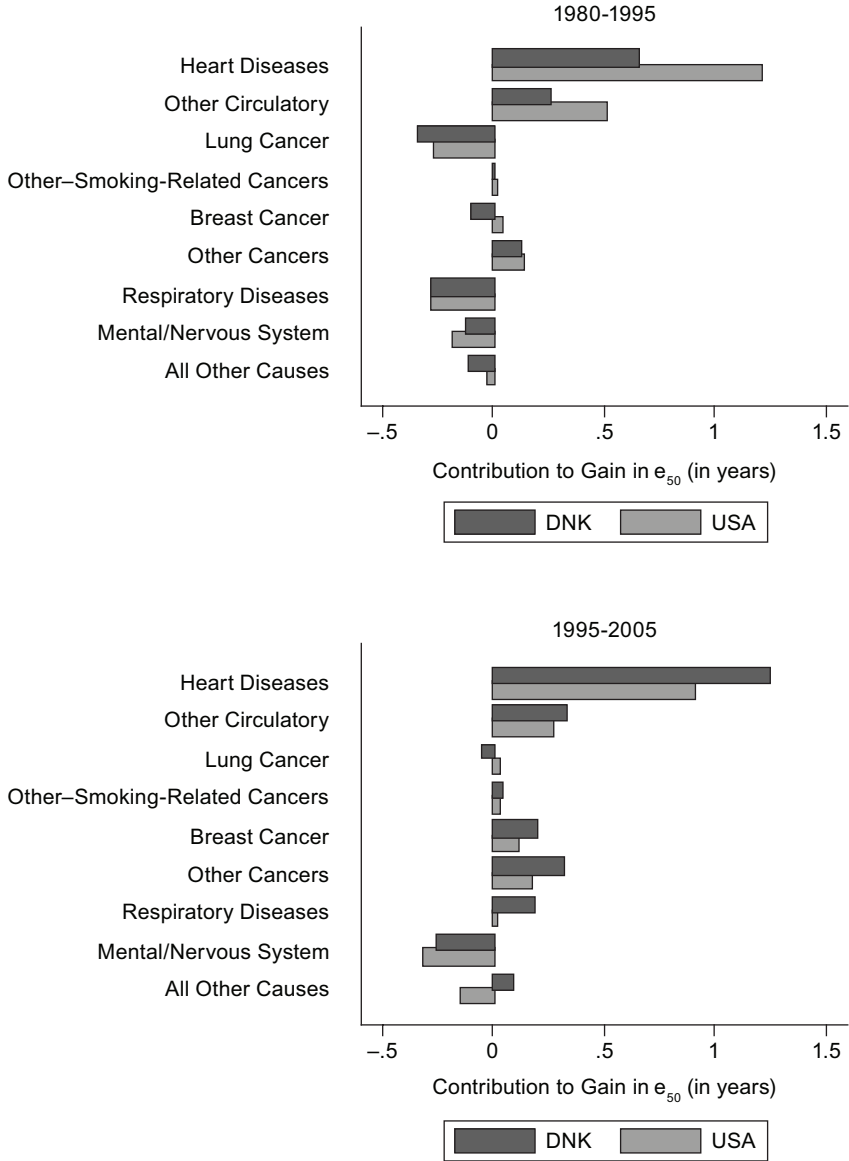 1980-1995
Heart Diseases
Other Circulatory
Lung Cancer
Other–Smoking-Related Cancers
Breast Cancer
Other Cancers
Respiratory Diseases
Mental/Nervous System
All Other Causes
–.5 0 .5 1 1.5
Contribution to Gain in e50 (in years)
DNK USA
1995-2005
Heart Diseases
Other Circulatory
Lung Cancer
Other–Smoking-Related Cancers
Breast Cancer
Other Cancers
Respiratory Diseases
Mental/Nervous System
All Other Causes
–.5 0 .5 1 1.5
Contribution to Gain in e50 (in years)
DNK USA